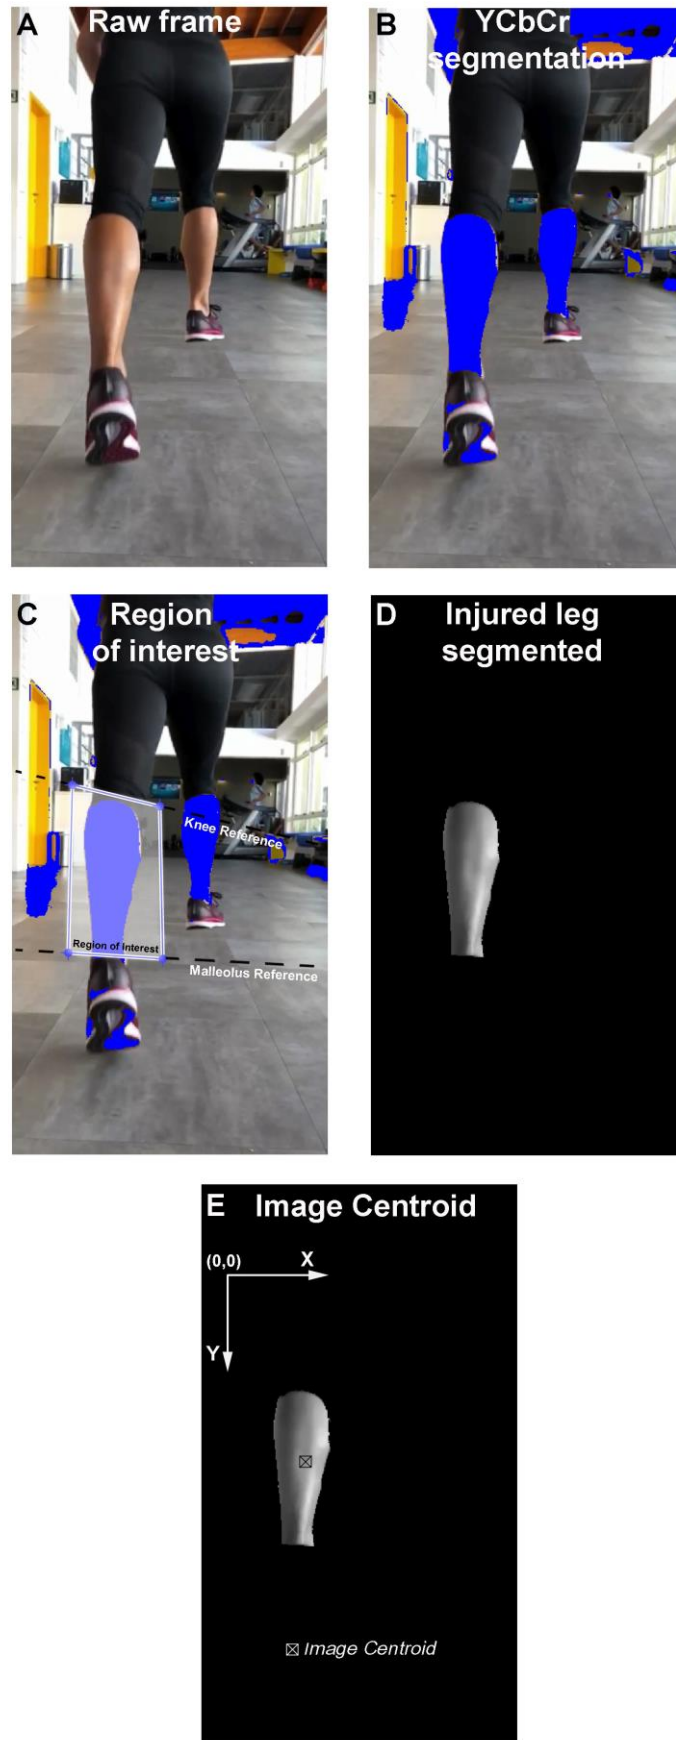 A Raw frame
B YCbCr
segmentation
C Region
of interest
Knee Reference
Region of Interest
Malleolus Reference
D Injured leg
segmented
E Image Centroid
(0,0) X
Y
Image Centroid